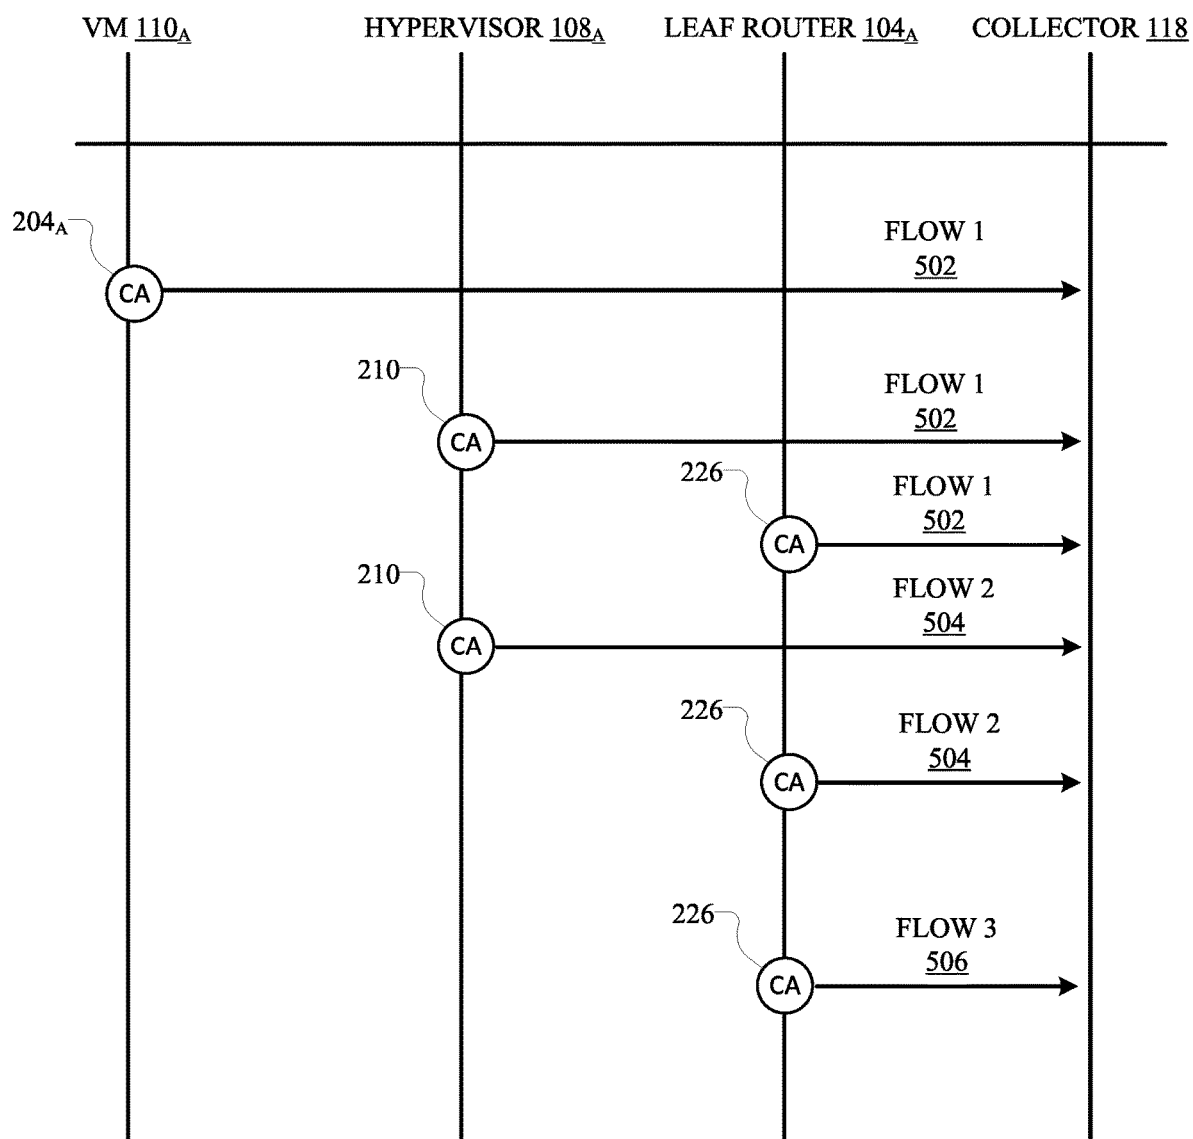 VM 110A HYPERVISOR 108A LEAF ROUTER 104A COLLECTOR 118
204A
CA
FLOW 1
502
210
CA
FLOW 1
502
226
CA
FLOW 1
502
210
CA
FLOW 2
504
226
CA
FLOW 2
504
226
CA
FLOW 3
506